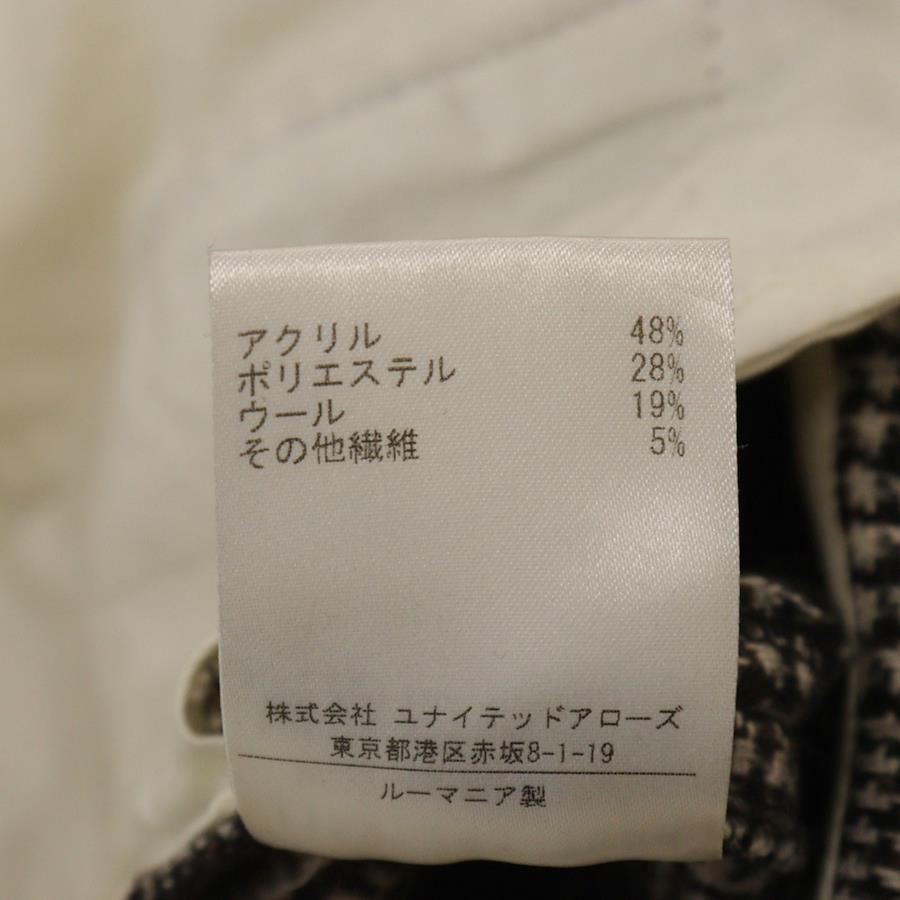 アクリル 48%
ポリエステル 28%
ウール 19%
その他繊維 5%
株式会社 ユナイテッドアローズ
東京都港区赤坂8-1-19
ルーマニア製